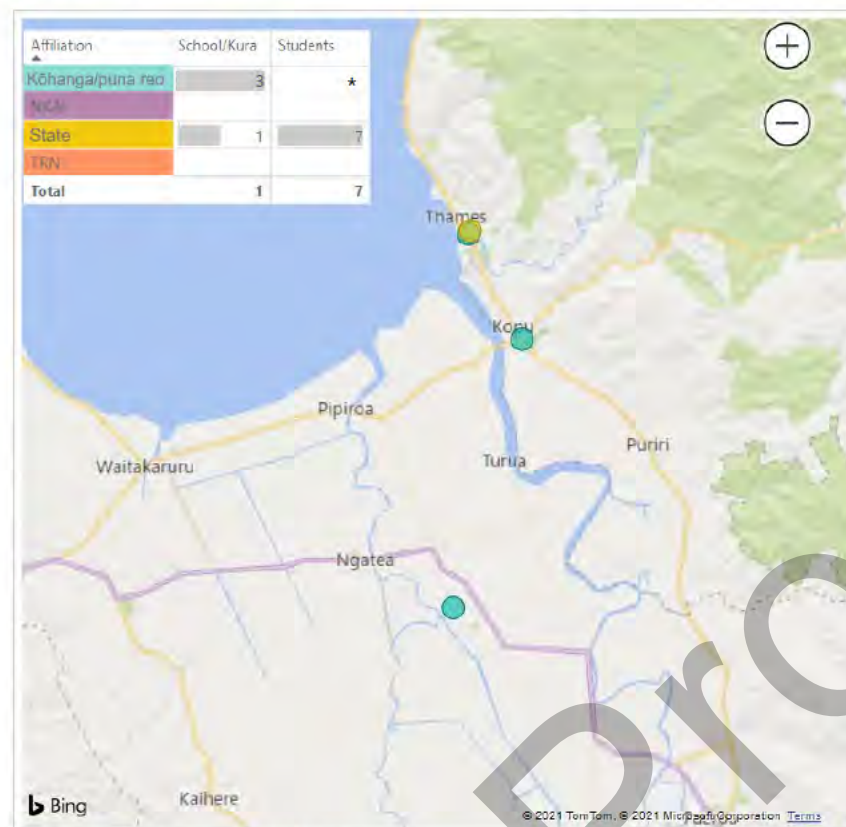 Affiliation School/Kura Students
Kōhanga/puna reo 3 *
State 1 7
TRN
Total 1 7
+
−
Thames
Kopu
Pipiroa
Puriri
Waitakaruru
Turua
Ngatea
Kaihere
Bing
© 2021 TomTom, © 2021 Microsoft Corporation Terms
Pro